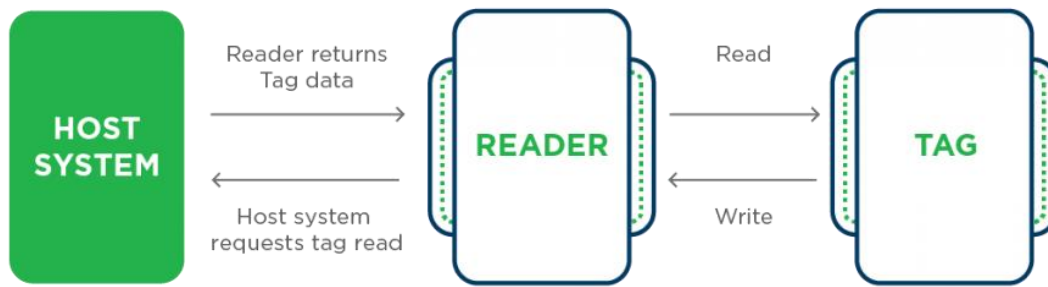 HOST
SYSTEM
Reader returns
Tag data
Host system
requests tag read
READER
Read
Write
TAG